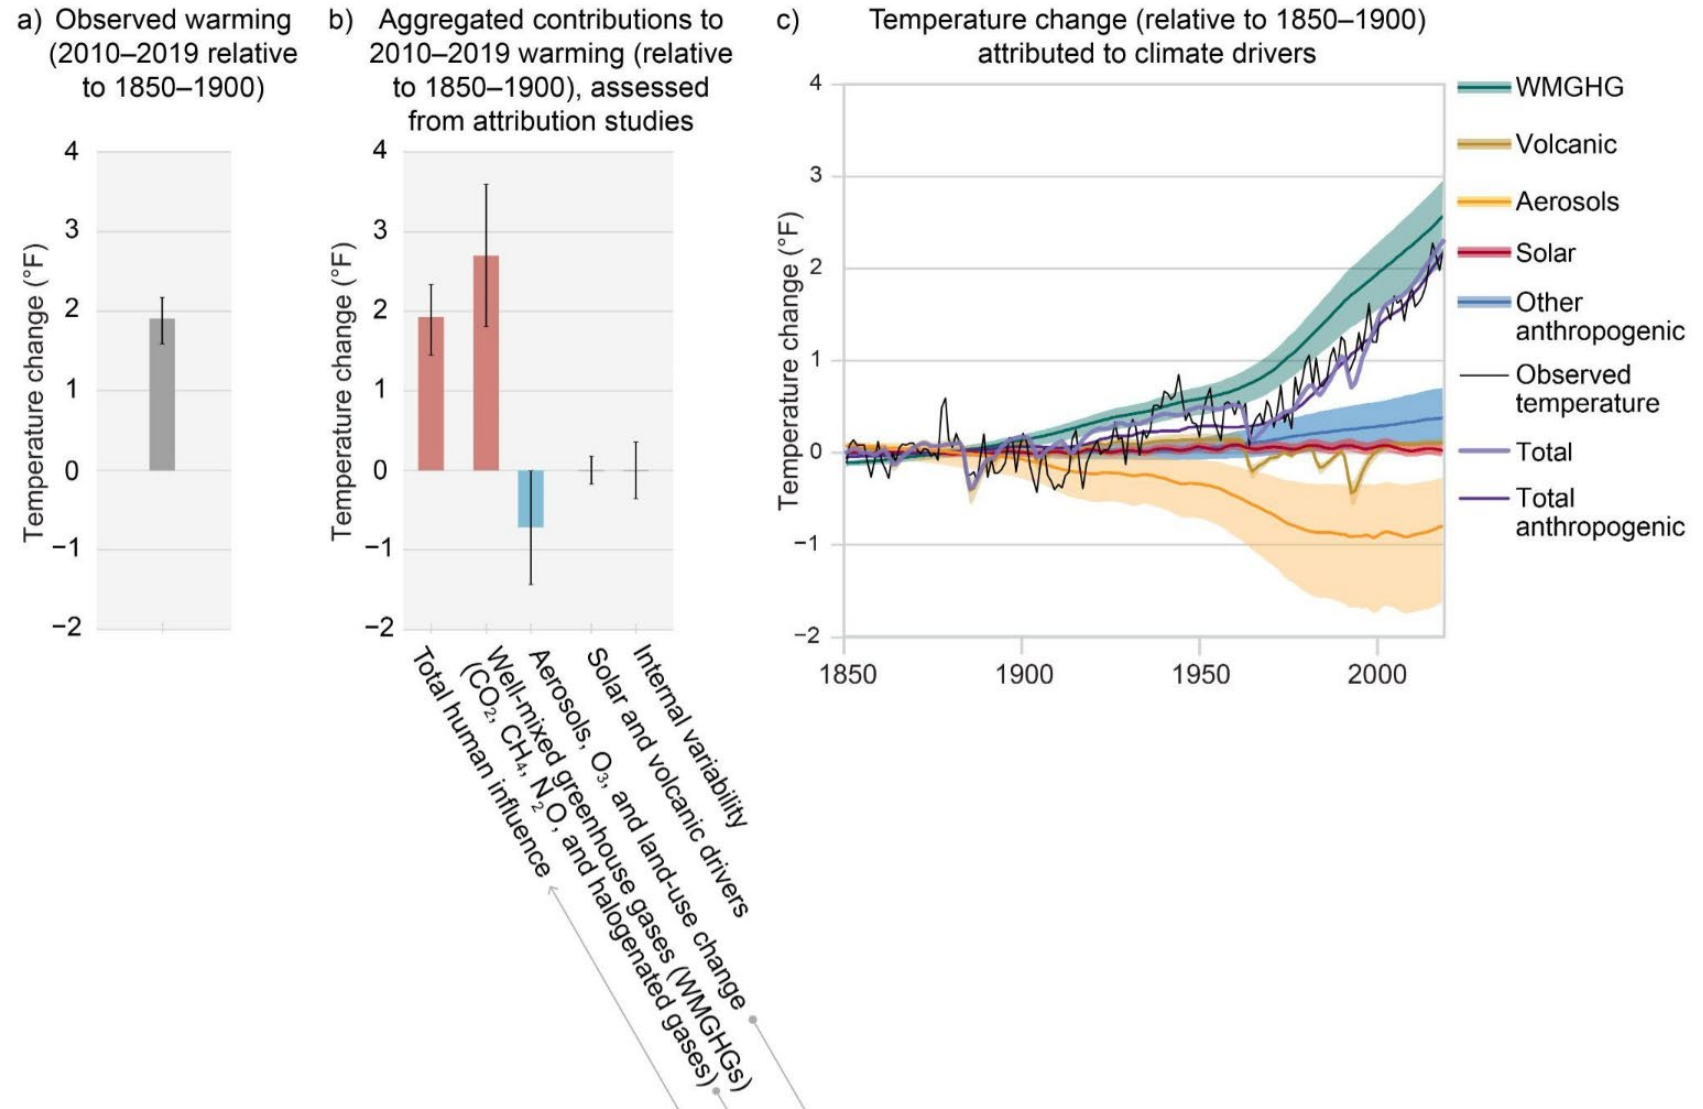 a) Observed warming
(2010–2019 relative
to 1850–1900)
Temperature change (°F)
4
3
2
1
0
−1
−2
b) Aggregated contributions to
2010–2019 warming (relative
to 1850–1900), assessed
from attribution studies
Temperature change (°F)
4
3
2
1
0
−1
−2
Total human influence
Well-mixed greenhouse gases (WMGHGs)
(CO₂, CH₄, N₂O, and halogenated gases)
Aerosols, O₃, and land-use change
Solar and volcanic drivers
Internal variability
c) Temperature change (relative to 1850–1900)
attributed to climate drivers
Temperature change (°F)
4
3
2
1
0
−1
−2
1850
1900
1950
2000
WMGHG
Volcanic
Aerosols
Solar
Other
anthropogenic
Observed
temperature
Total
Total
anthropogenic